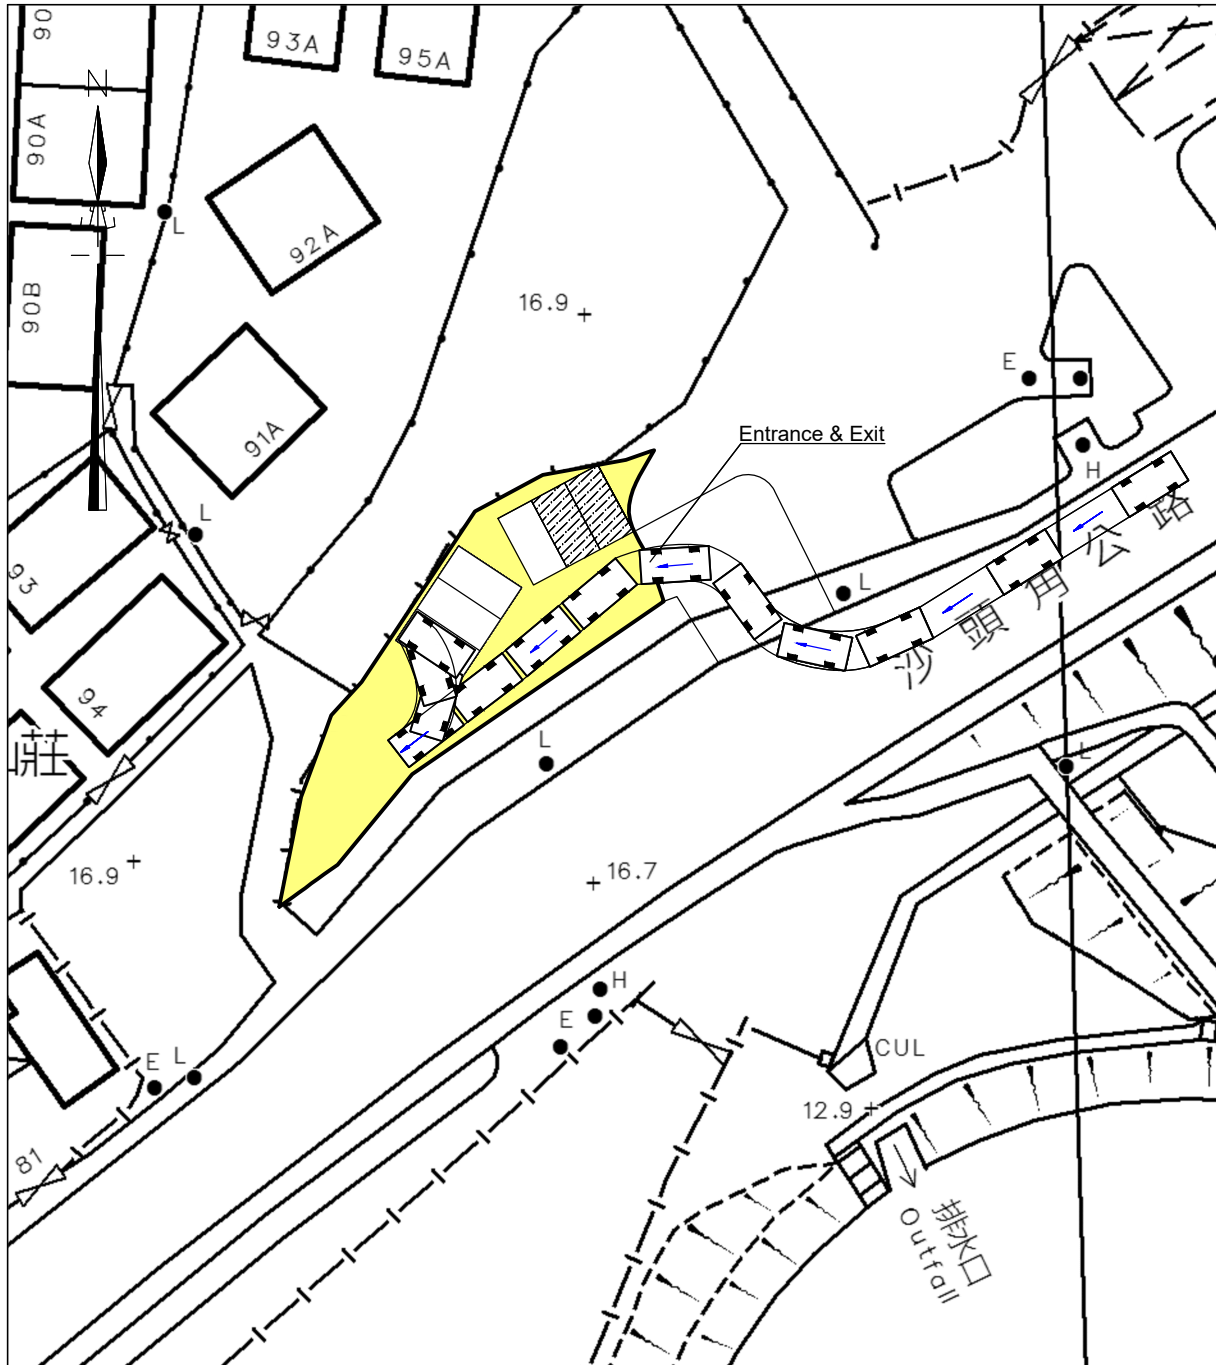 90
93A
95A
N
90A
L
92A
90B
16.9
E
91A
Entrance & Exit
H
L
93
L
沙頭角公路
94
L
L
莊
16.9
16.7
H
E
CUL
E
L
12.9
81
排水口
Outfall